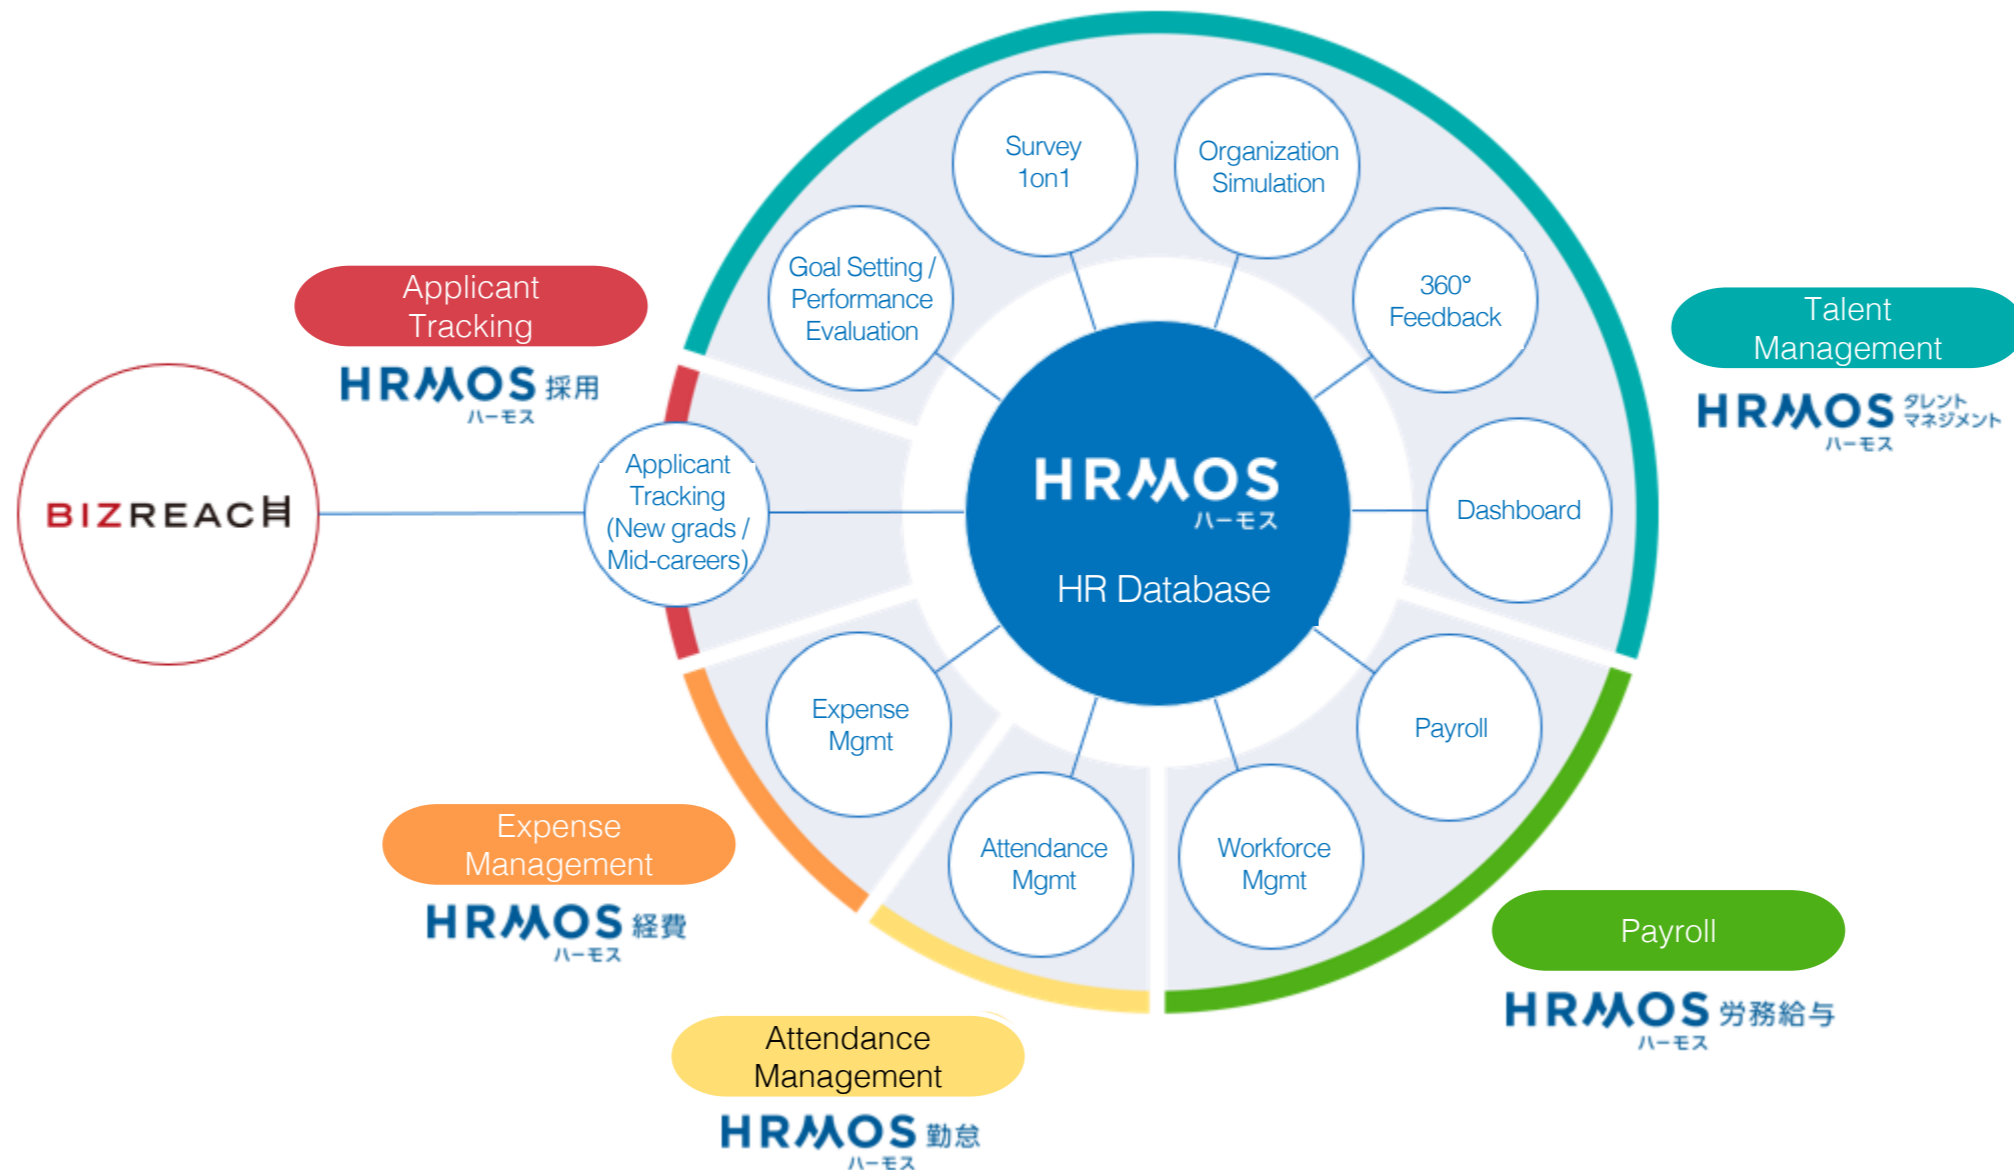 Survey
1on1
Organization
Simulation
Goal Setting /
Performance
Evaluation
360°
Feedback
Applicant
Tracking
HRMOS 採用
ハーモス
Talent
Management
HRMOS タレント
マネジメント
ハーモス
BIZREACH
Applicant
Tracking
(New grads /
Mid-careers)
HRMOS
ハーモス
HR Database
Dashboard
Expense
Mgmt
Payroll
Attendance
Mgmt
Workforce
Mgmt
Expense
Management
HRMOS 経費
ハーモス
Payroll
HRMOS 労務給与
ハーモス
Attendance
Management
HRMOS 勤怠
ハーモス